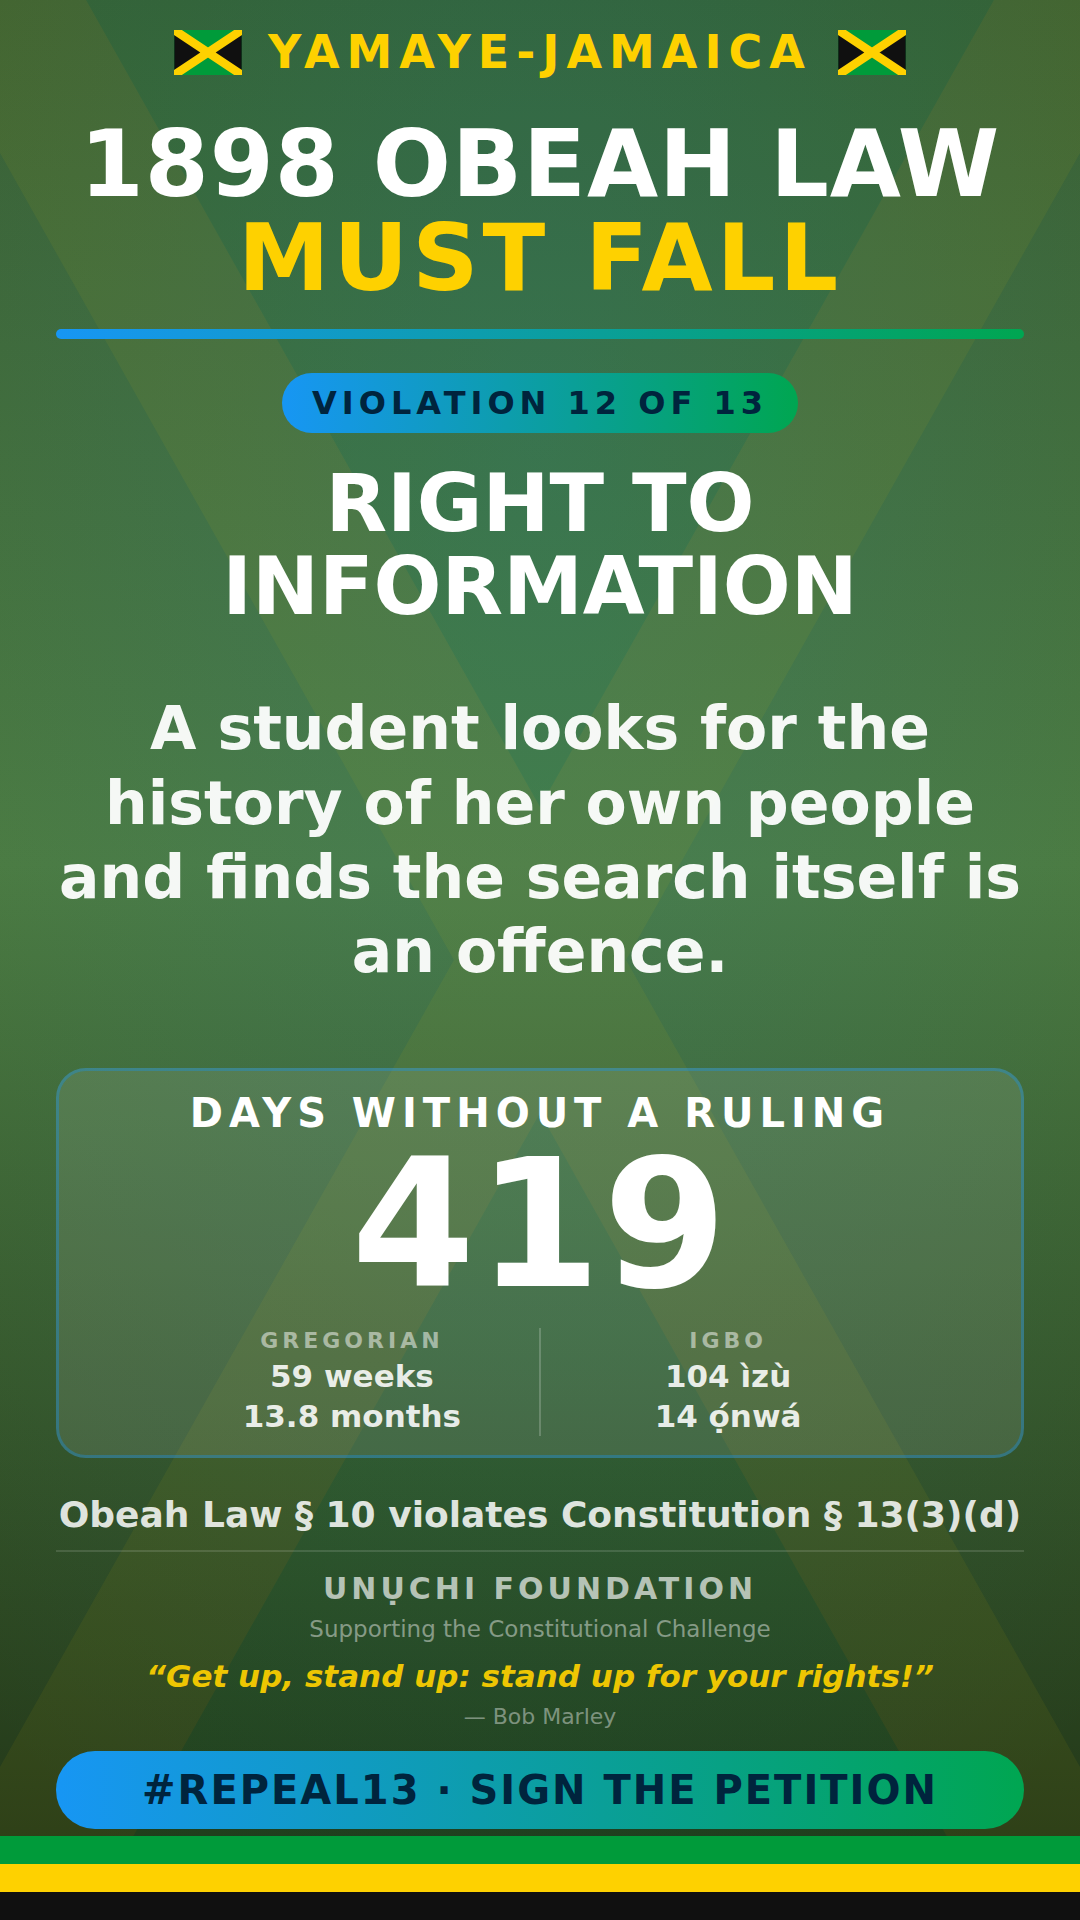 YAMAYE-JAMAICA
1898 OBEAH LAW
MUST FALL
VIOLATION 12 OF 13
RIGHT TO
INFORMATION
A student looks for the
history of her own people
and finds the search itself is
an offence.
DAYS WITHOUT A RULING
419
GREGORIAN
59 weeks
13.8 months
IGBO
104 ìzù
14 ọ́nwá
Obeah Law § 10 violates Constitution § 13(3)(d)
UNỤCHI FOUNDATION
Supporting the Constitutional Challenge
“Get up, stand up: stand up for your rights!”
— Bob Marley
#REPEAL13 · SIGN THE PETITION